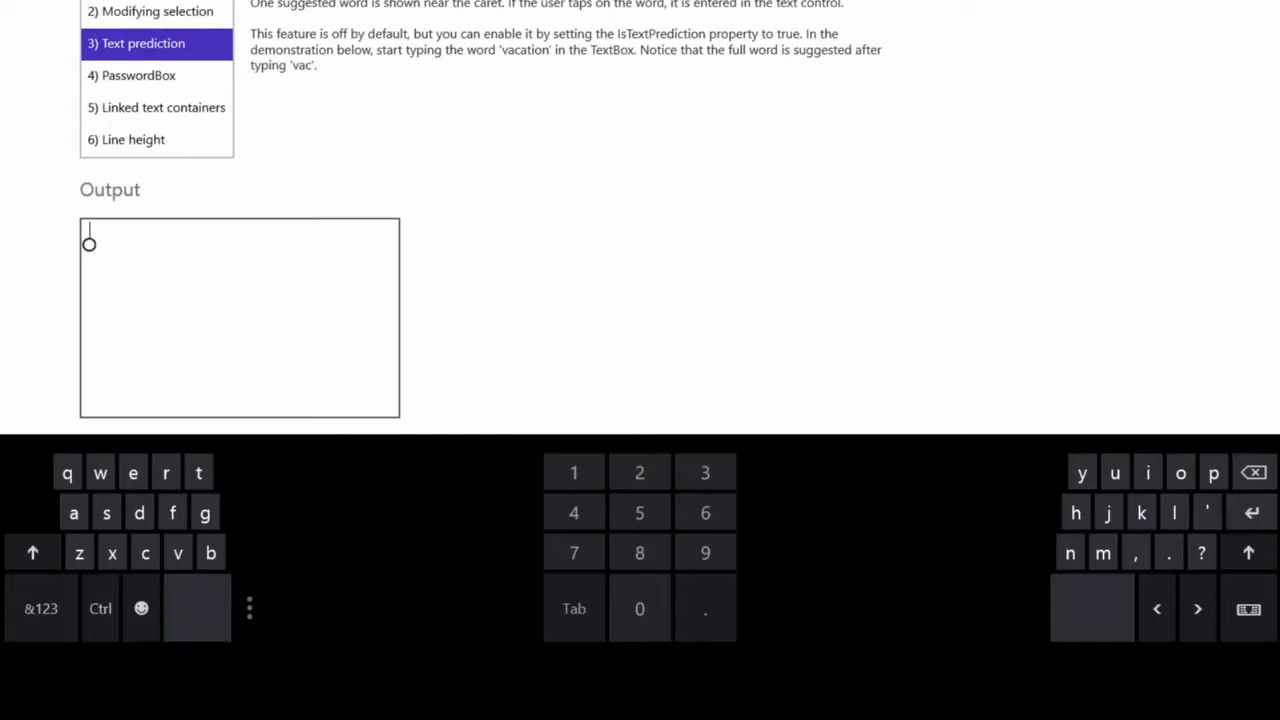 One suggested word is shown near the caret. If the user taps on the word, it is entered in the text control.
2) Modifying selection
This feature is off by default, but you can enable it by setting the IsTextPrediction property to true. In the
demonstration below, start typing the word 'vacation' in the TextBox. Notice that the full word is suggested after
typing 'vac'.
3) Text prediction
4) PasswordBox
5) Linked text containers
6) Line height
Output
q w e r t
a s d f g
z x c v b
&123 Ctrl
1 2 3
4 5 6
7 8 9
Tab 0 .
y u i o p
h j k l '
n m , . ?
< >